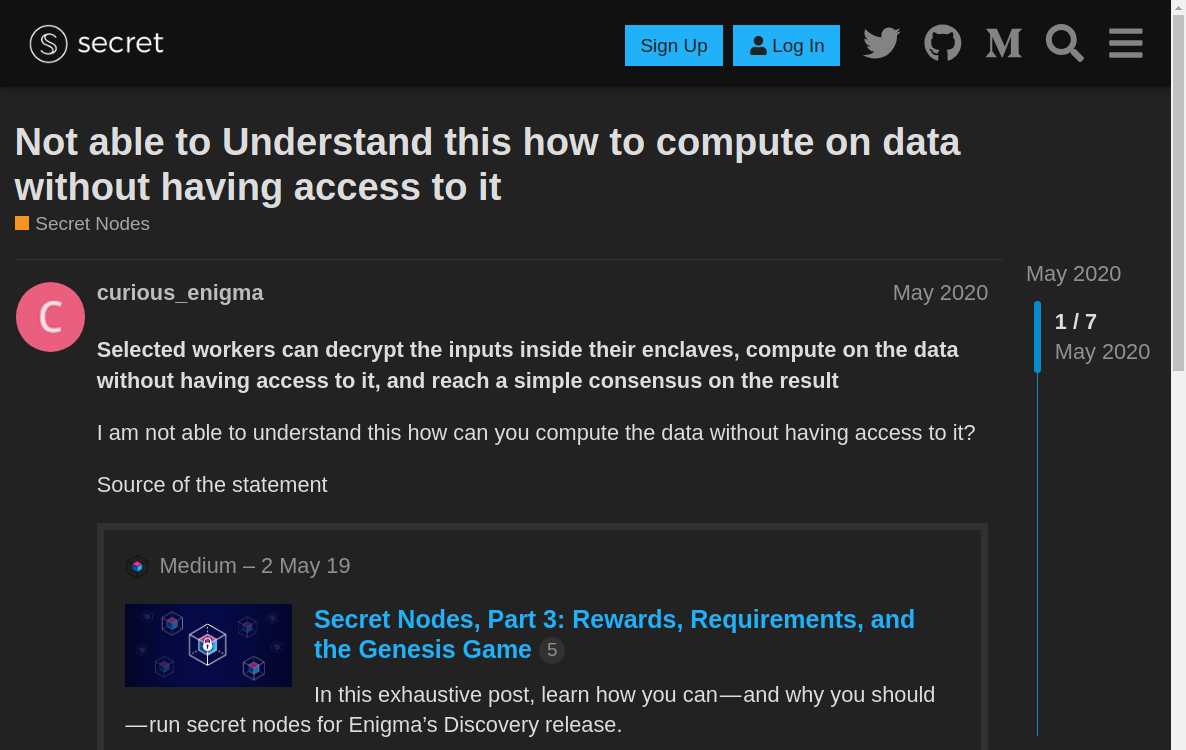 secret
Sign Up
Log In
Not able to Understand this how to compute on data
without having access to it
Secret Nodes
May 2020
C
curious_enigma
May 2020
1 / 7
May 2020
Selected workers can decrypt the inputs inside their enclaves, compute on the data
without having access to it, and reach a simple consensus on the result
I am not able to understand this how can you compute the data without having access to it?
Source of the statement
Medium – 2 May 19
Secret Nodes, Part 3: Rewards, Requirements, and
the Genesis Game 5
In this exhaustive post, learn how you can — and why you should
— run secret nodes for Enigma’s Discovery release.